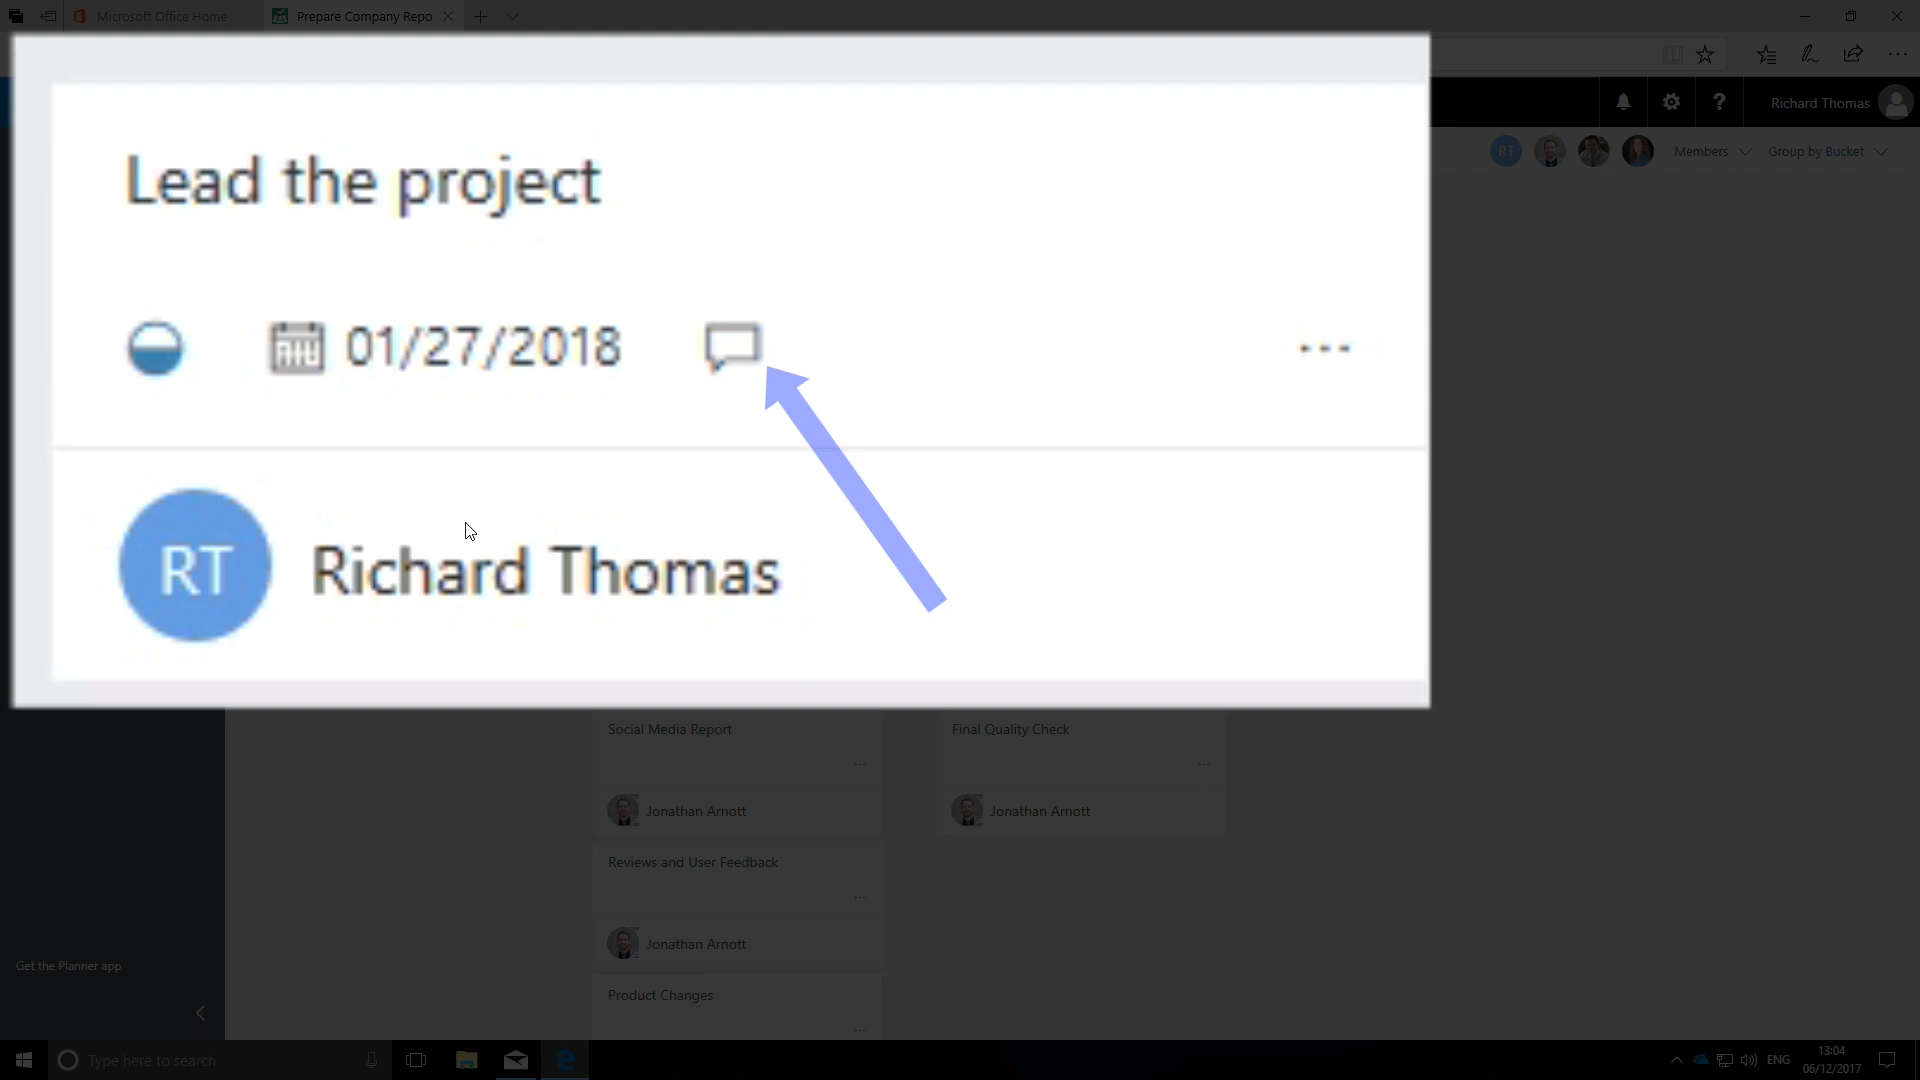 Microsoft Office Home
Prepare Company Repo
Richard Thomas
RT
Members
Group by Bucket
Lead the project
01/27/2018
RT
Richard Thomas
Social Media Report
Final Quality Check
Jonathan Arnott
Jonathan Arnott
Reviews and User Feedback
Jonathan Arnott
Get the Planner app
Product Changes
Type here to search
ENG
13:04
06/12/2017